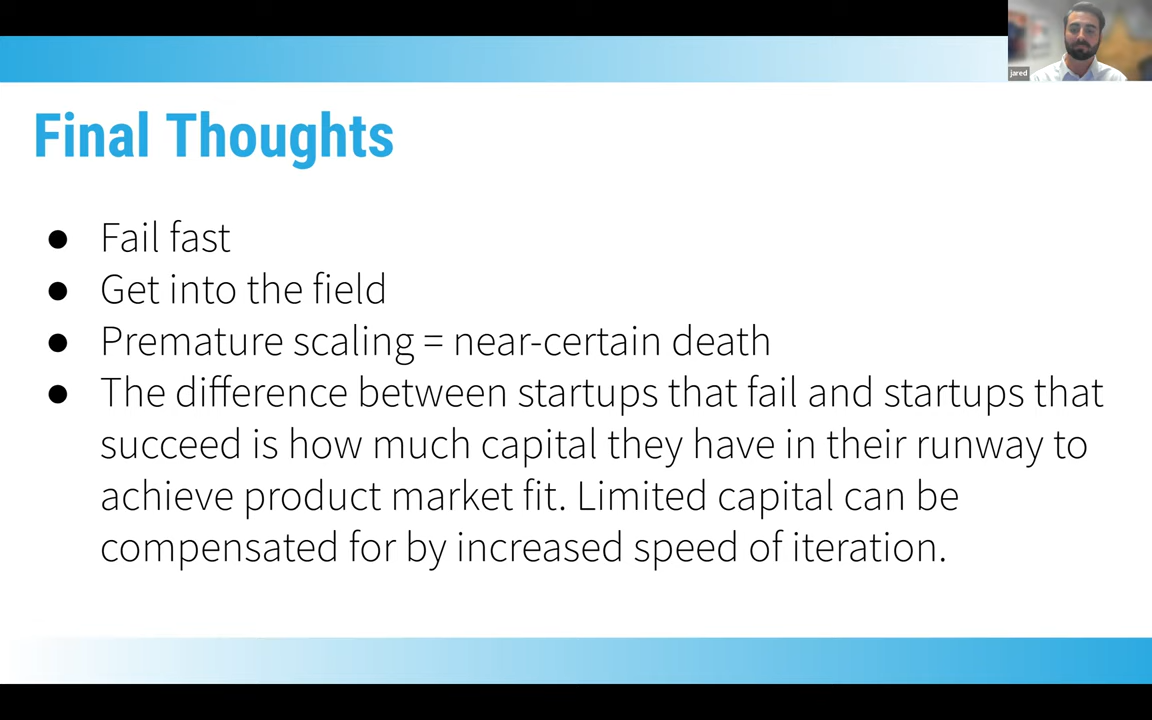 jared
Final Thoughts
● Fail fast
● Get into the field
● Premature scaling = near-certain death
● The difference between startups that fail and startups that
succeed is how much capital they have in their runway to
achieve product market fit. Limited capital can be
compensated for by increased speed of iteration.